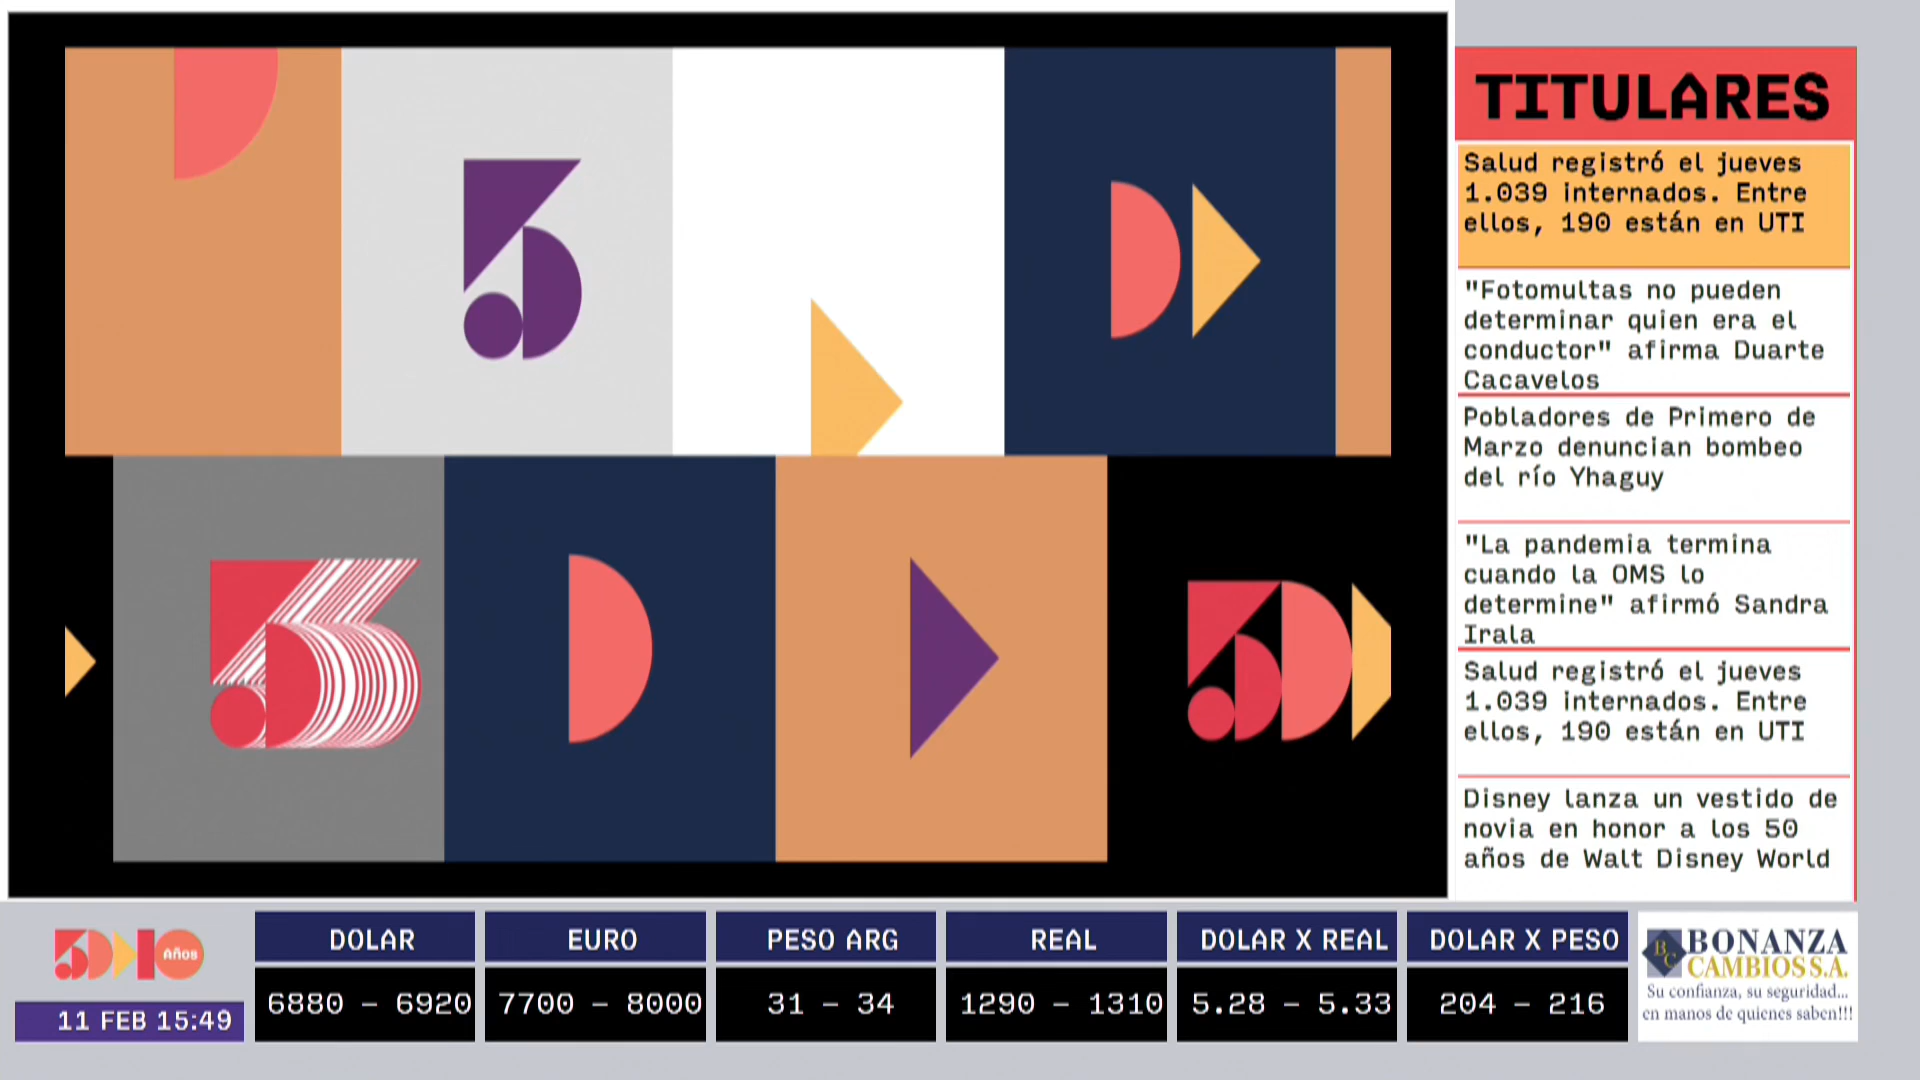 TITULARES
Salud registró el jueves
1.039 internados. Entre
ellos, 190 están en UTI
"Fotomultas no pueden
determinar quien era el
conductor" afirma Duarte
Cacavelos
Pobladores de Primero de
Marzo denuncian bombeo
del río Yhaguy
"La pandemia termina
cuando la OMS lo
determine" afirmó Sandra
Irala
Salud registró el jueves
1.039 internados. Entre
ellos, 190 están en UTI
Disney lanza un vestido de
novia en honor a los 50
años de Walt Disney World
Años
11 FEB 15:49
DOLAR
6880 - 6920
EURO
7700 - 8000
PESO ARG
31 - 34
REAL
1290 - 1310
DOLAR X REAL
5.28 - 5.33
DOLAR X PESO
204 - 216
BC
BONANZA
CAMBIOS S.A.
Su confianza, su seguridad...
en manos de quienes saben!!!